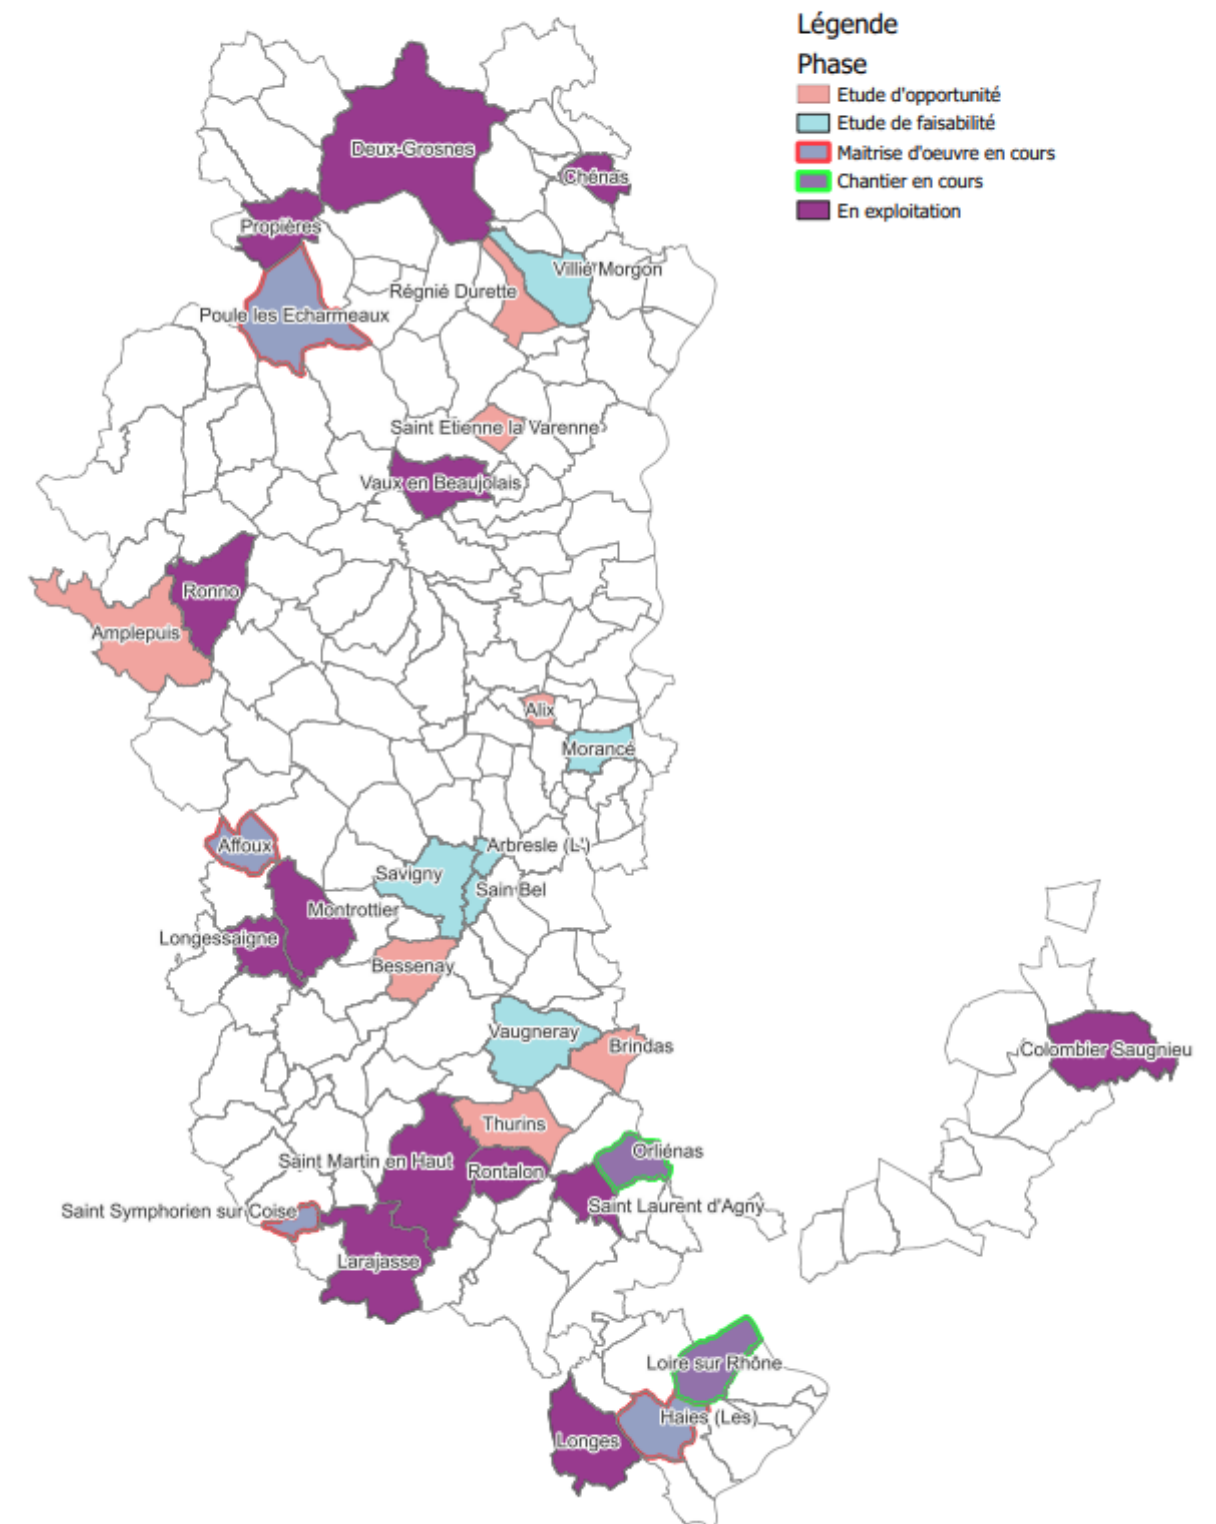 Légende
Phase
Etude d'opportunité
Etude de faisabilité
Maitrise d'oeuvre en cours
Chantier en cours
En exploitation
Deux-Grosnes
Chénas
Propières
Villié Morgon
Régnié Durette
Poule les Echarmeaux
Saint Etienne la Varenne
Vaux en Beaujolais
Ronno
Amplepuis
Alix
Morancé
Affoux
Arbresle (L')
Savigny
Sain Bel
Montrottier
Longessaigne
Bessenay
Vaugneray
Brindas
Colombier Saugnieu
Thurins
Orliénas
Saint Martin en Haut
Rontalon
Saint Laurent d'Agny
Saint Symphorien sur Coise
Larajasse
Loire sur Rhône
Haies (Les)
Longes